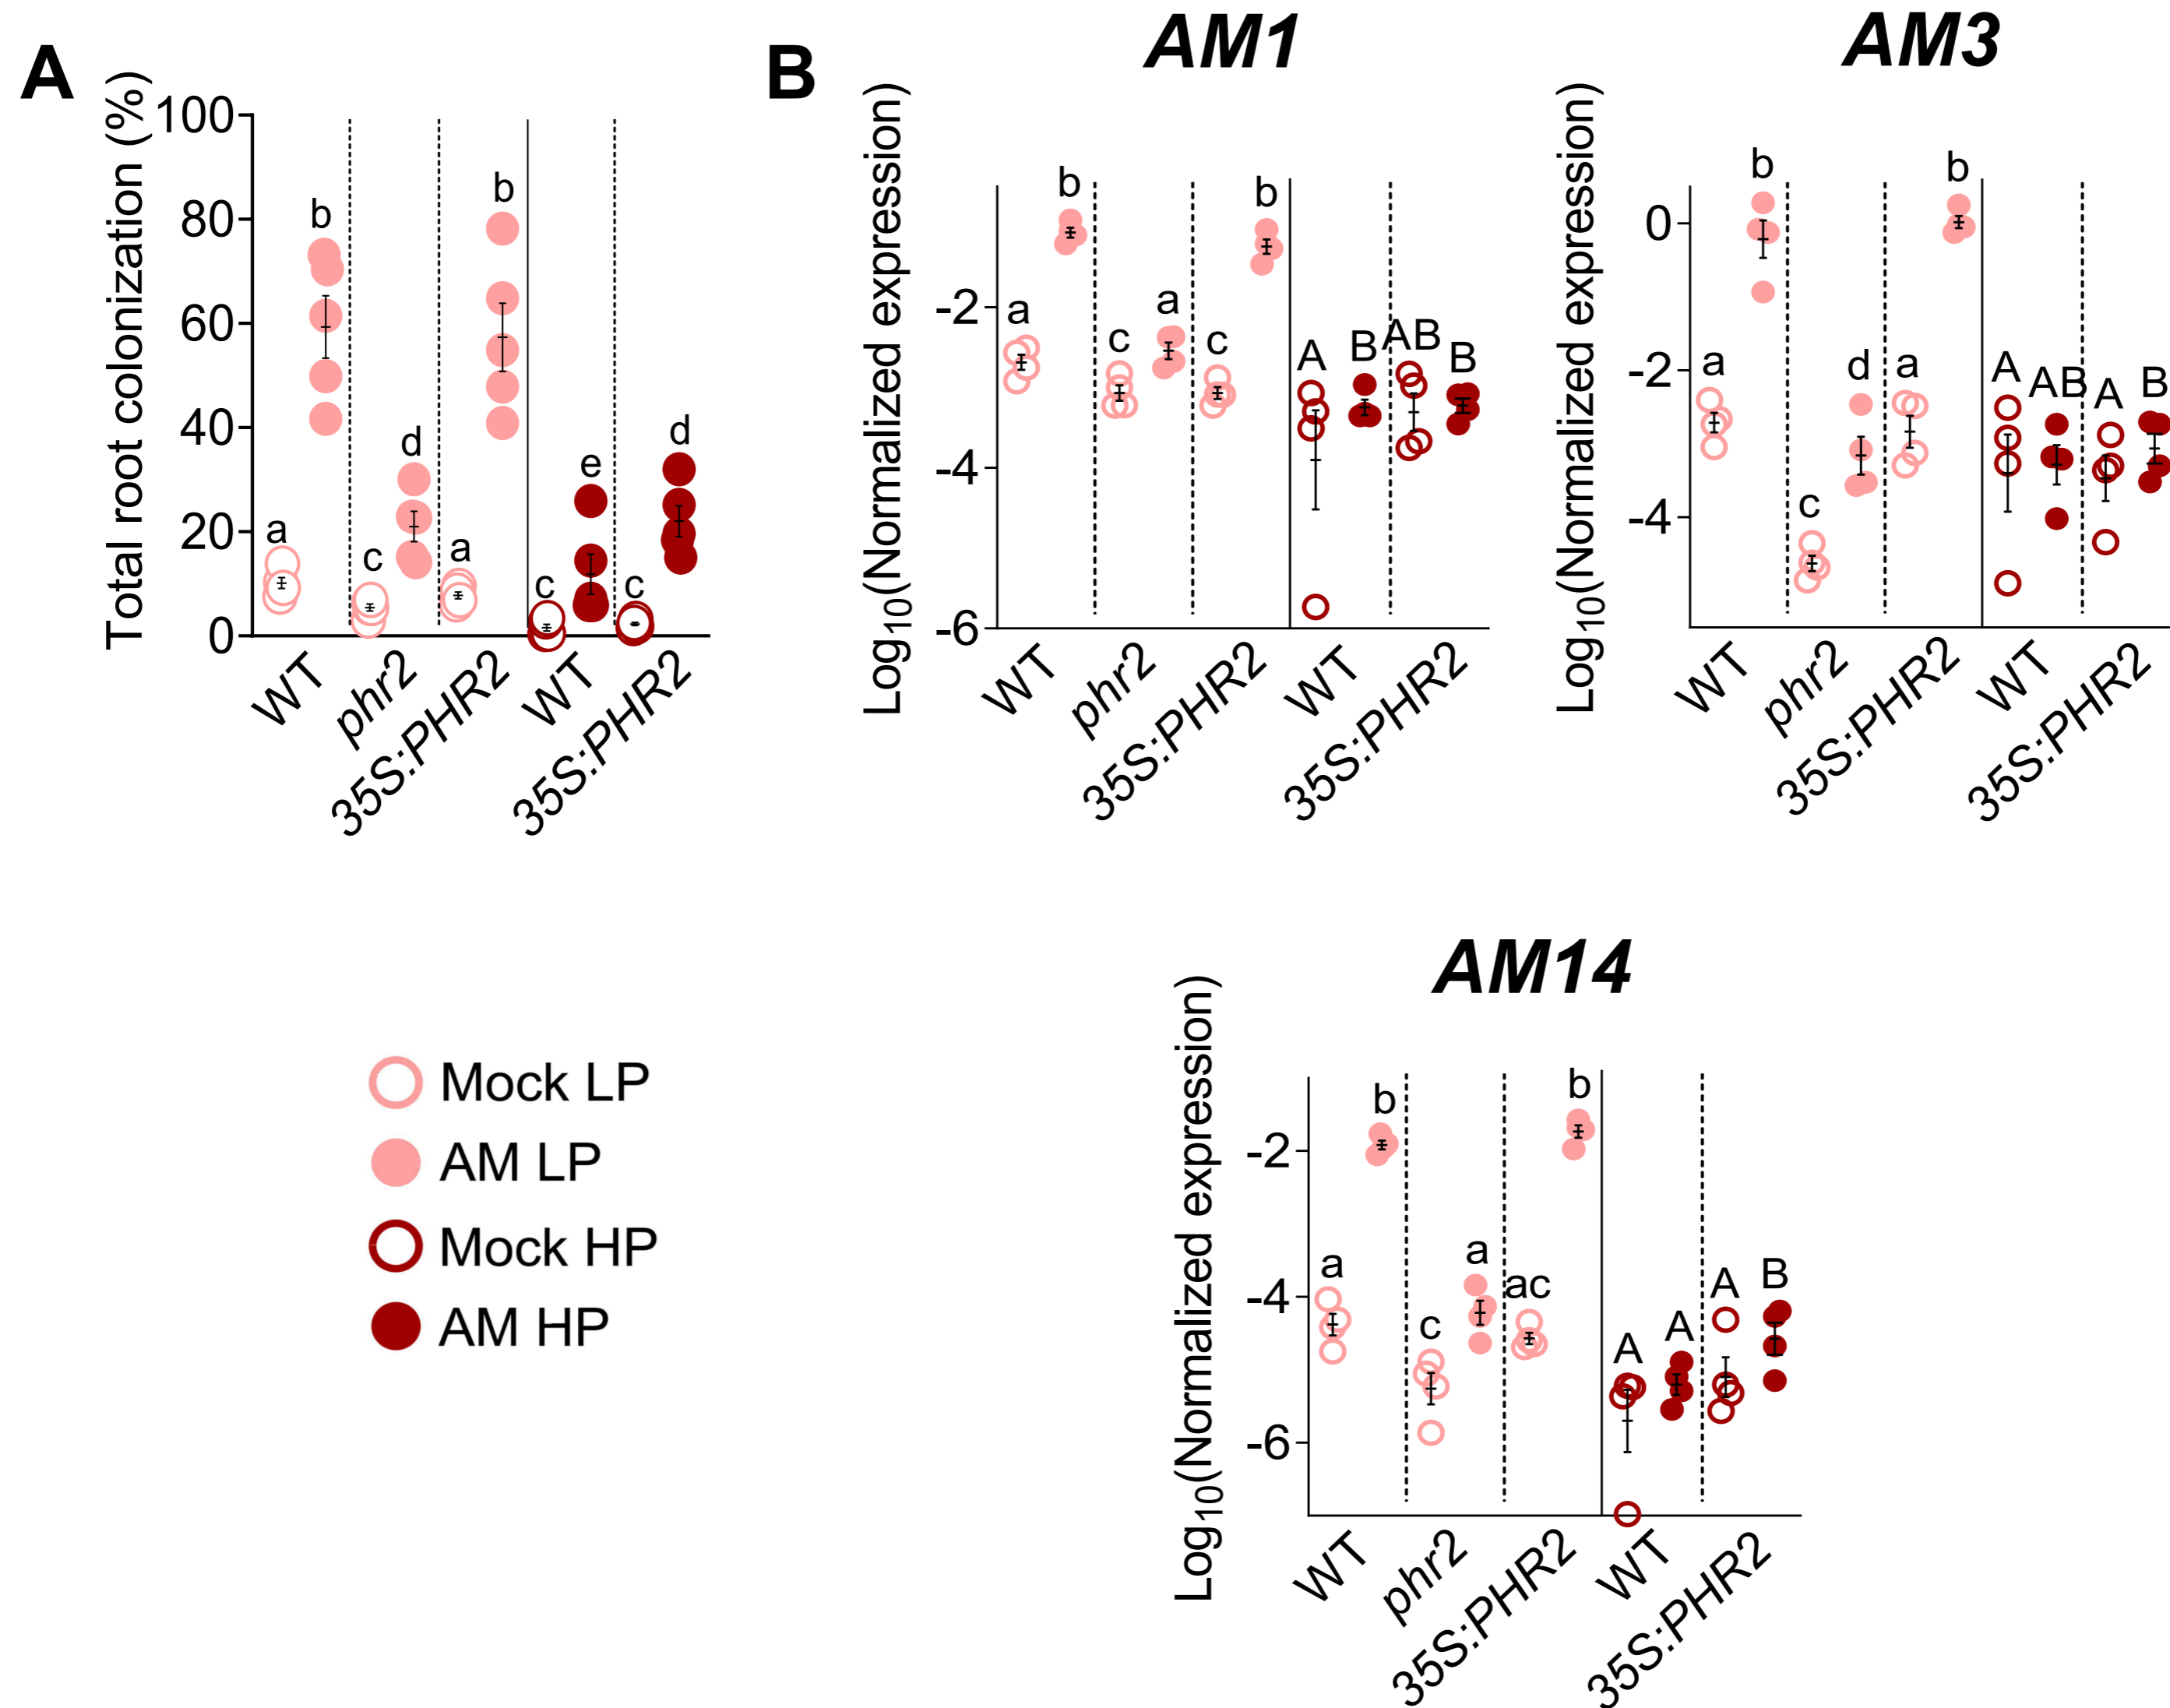 A
Total root colonization (%)
100
80
60
40
20
0
a
b
c
d
a
b
c
e
c
d
WT
phr2
35S:PHR2
WT
35S:PHR2
B
AM1
Log10(Normalized expression)
-2
-4
-6
a
b
c
a
c
b
A
B
AB
B
WT
phr2
35S:PHR2
WT
35S:PHR2
AM3
Log10(Normalized expression)
0
-2
-4
a
b
c
d
a
b
A
AB
A
B
WT
phr2
35S:PHR2
WT
35S:PHR2
Mock LP
AM LP
Mock HP
AM HP
AM14
Log10(Normalized expression)
-2
-4
-6
a
b
c
a
ac
b
A
A
A
B
WT
phr2
35S:PHR2
WT
35S:PHR2